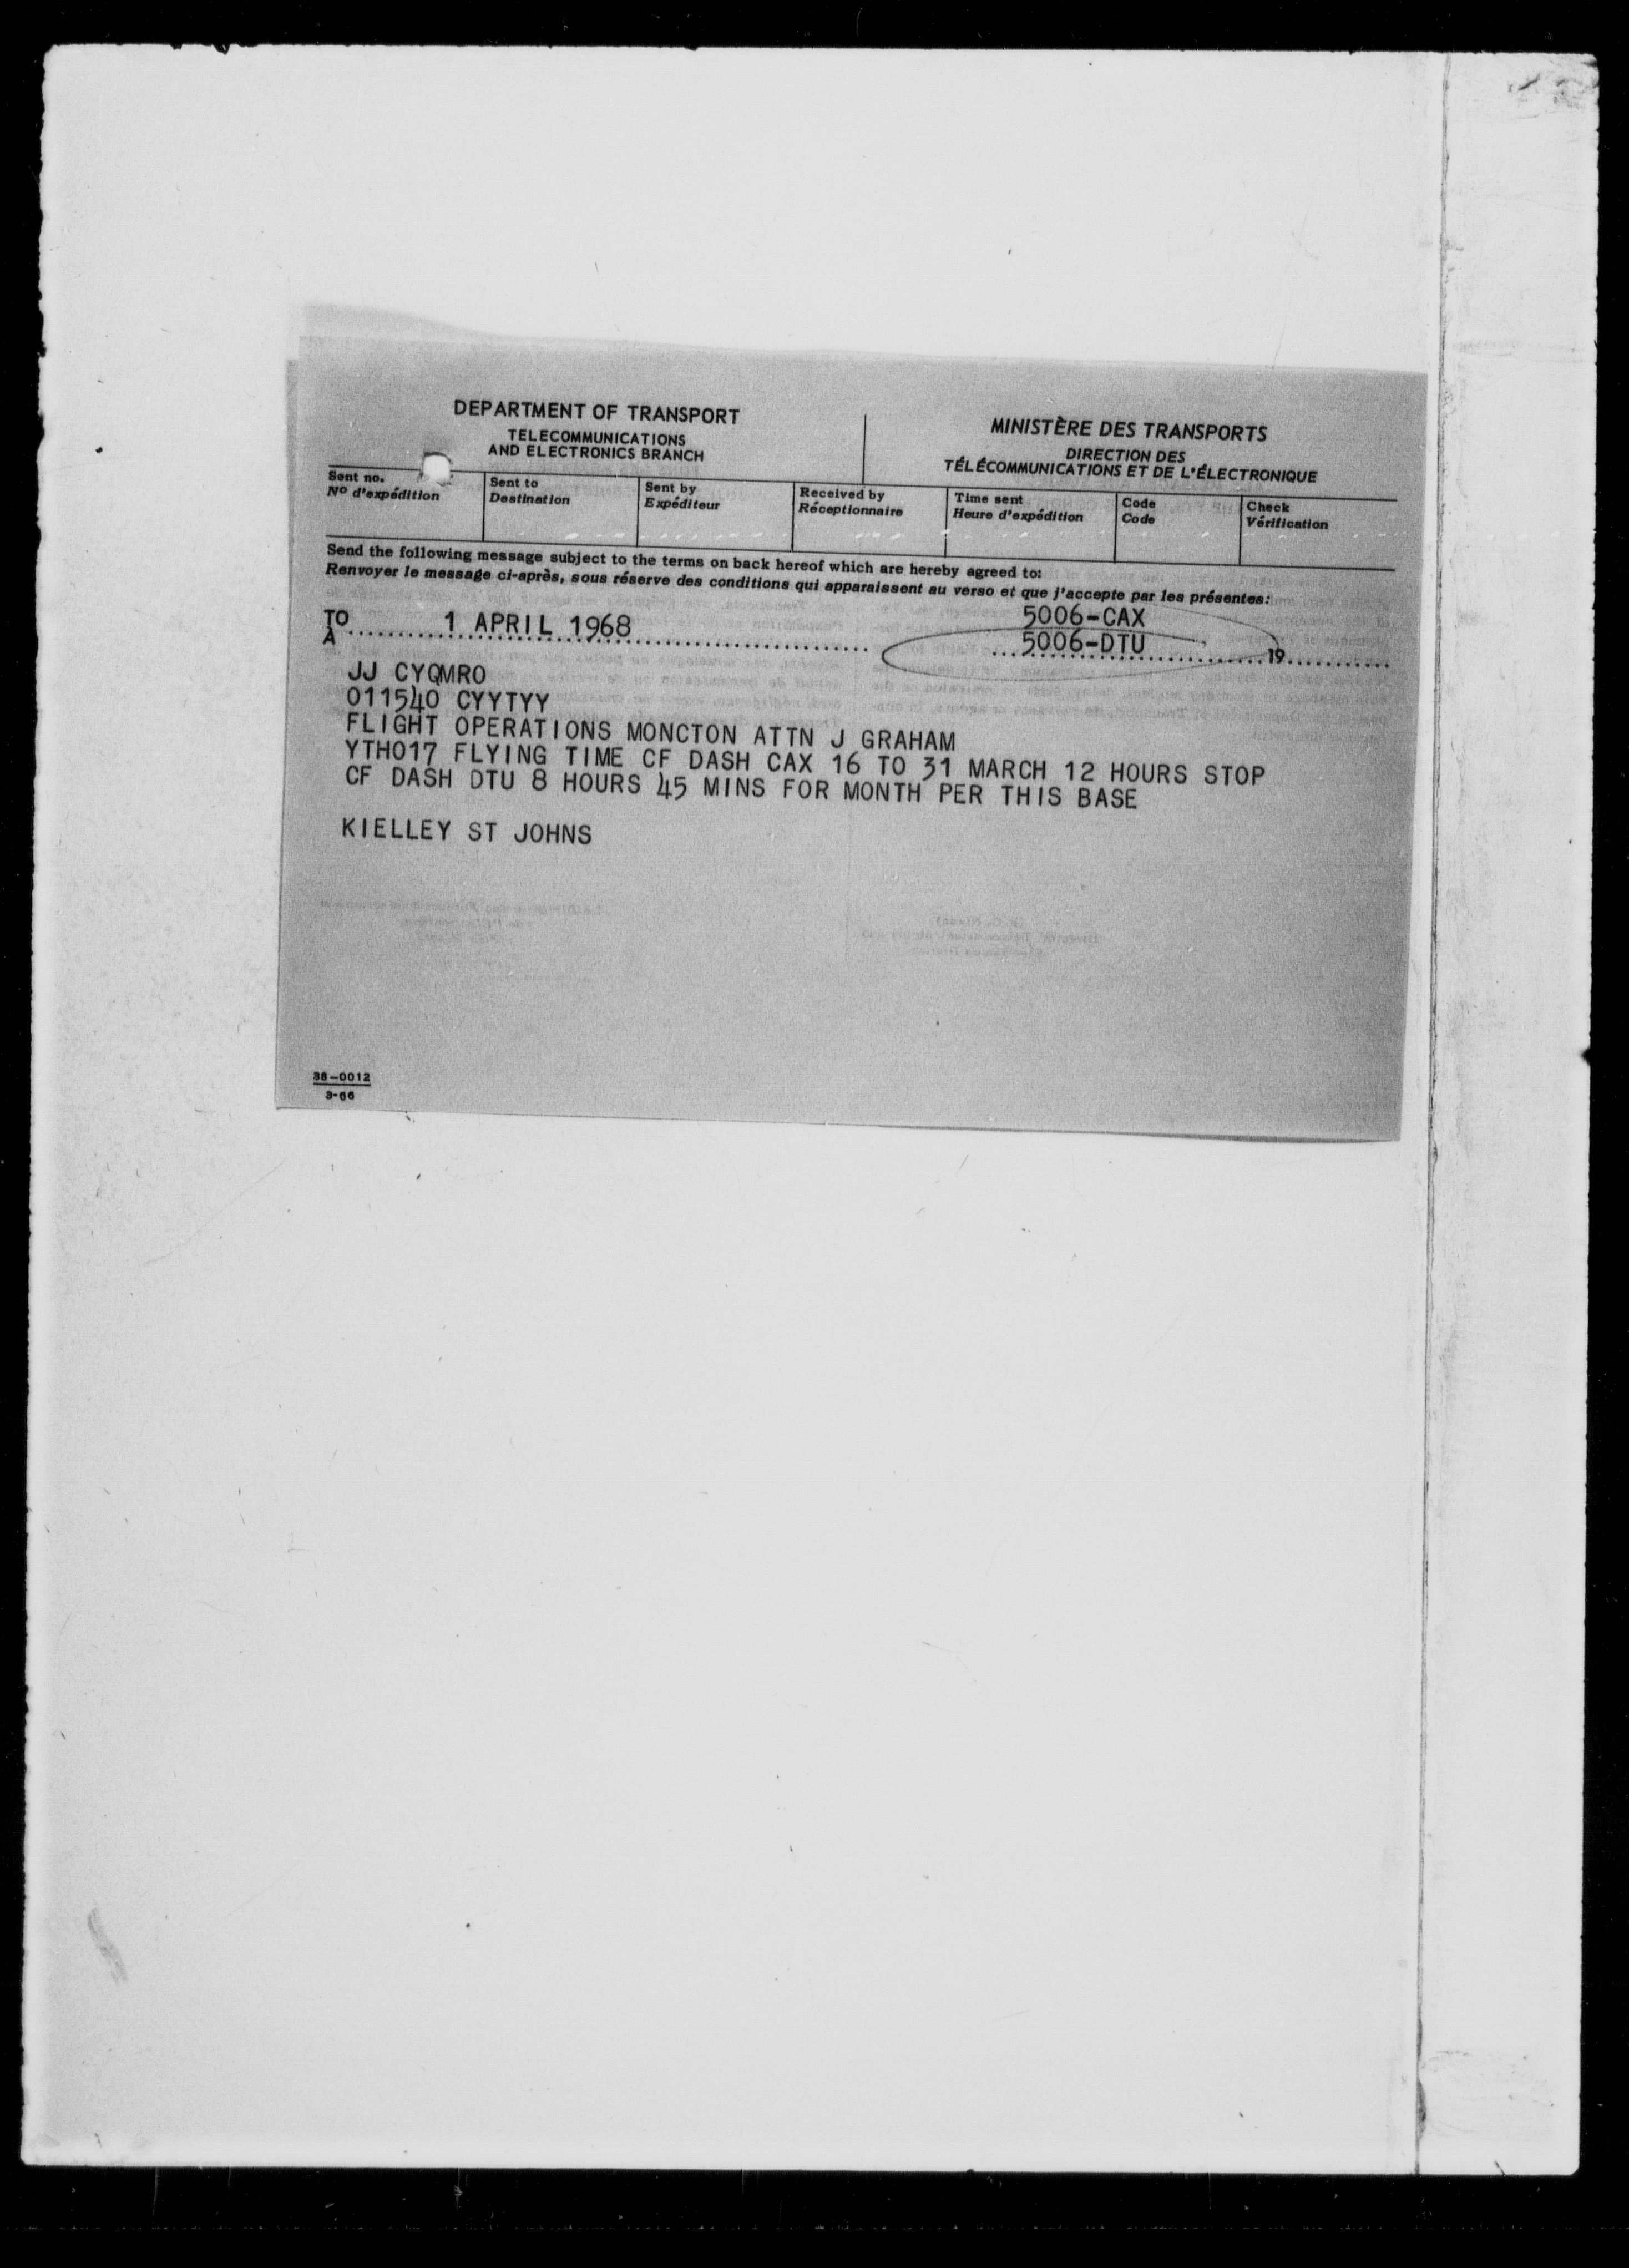 DEPARTMENT OF TRANSPORT
TELECOMMUNICATIONS
AND ELECTRONICS BRANCH
MINISTÈRE DES TRANSPORTS
DIRECTION DES
TÉLÉCOMMUNICATIONS ET DE L'ÉLECTRONIQUE
Sent no.
Nº d'expédition
Sent to
Destination
Sent by
Expéditeur
Received by
Réceptionnaire
Time sent
Heure d'expédition
Code
Code
Check
Vérification
Send the following message subject to the terms on back hereof which are hereby agreed to:
Renvoyer le message ci-après, sous réserve des conditions qui apparaissent au verso et que j'accepte par les présentes:
5006-CAX
TO
À 1 APRIL 1968 5006-DTU 19
JJ CYQMRO
011540 CYYTYY
FLIGHT OPERATIONS MONCTON ATTN J GRAHAM
YTH017 FLYING TIME CF DASH CAX 16 TO 31 MARCH 12 HOURS STOP
CF DASH DTU 8 HOURS 45 MINS FOR MONTH PER THIS BASE
KIELLEY ST JOHNS
38-0012
3-66